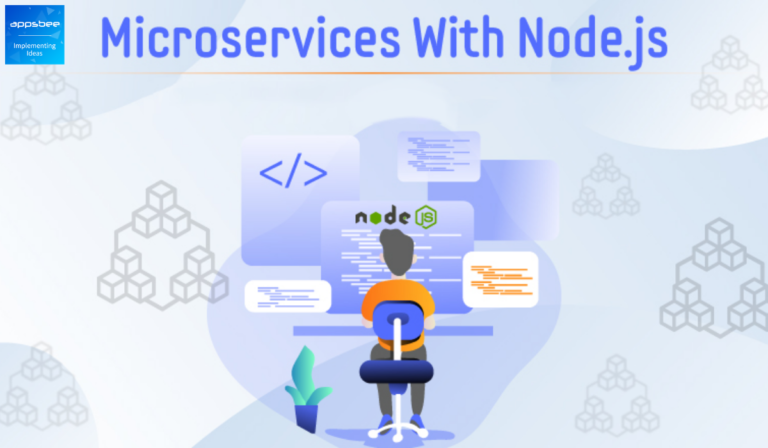 appsbee
Implementing
Ideas
Microservices With Node.js
</>
node
JS